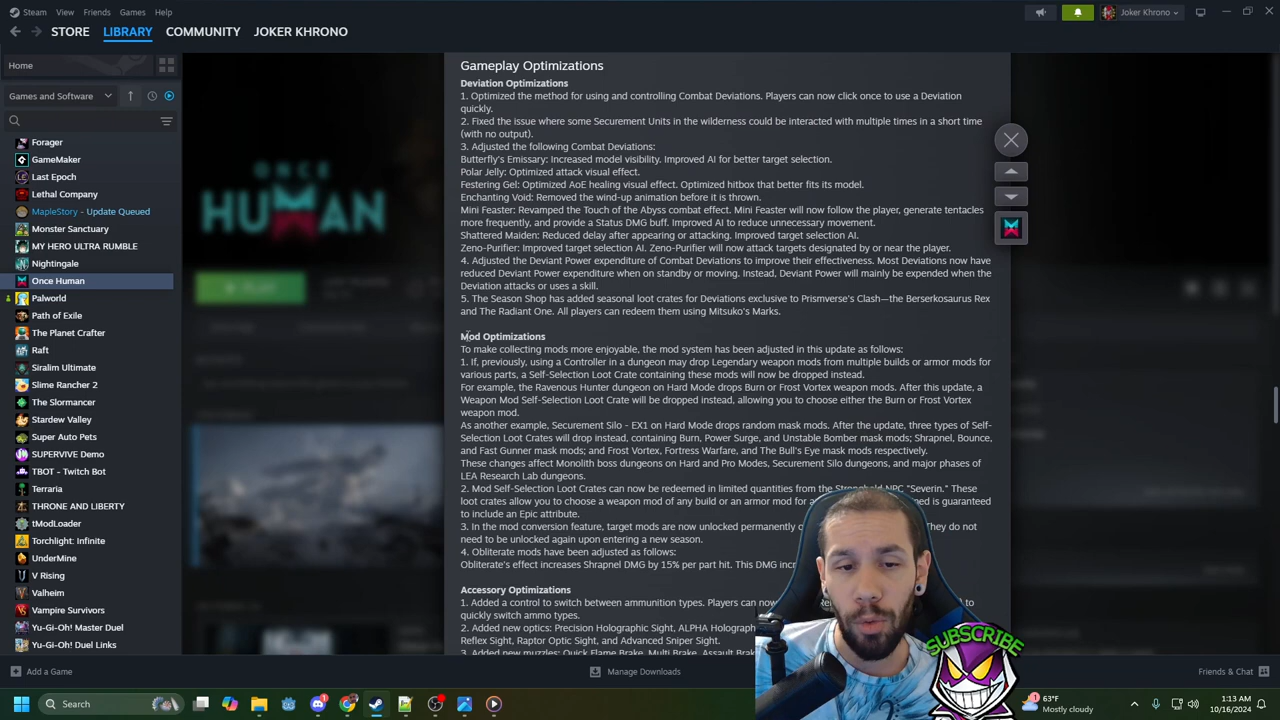 Steam View Friends Games Help
Joker Khrono
STORE LIBRARY COMMUNITY JOKER KHRONO
Home
Games and Software
Forager
GameMaker
Last Epoch
Lethal Company
MapleStory - Update Queued
Monster Sanctuary
MY HERO ULTRA RUMBLE
Nightingale
Once Human
Palworld
Path of Exile
The Planet Crafter
Raft
Siralim Ultimate
Slime Rancher 2
The Slormancer
Stardew Valley
Super Auto Pets
SUPERVIVE Demo
TBOT - Twitch Bot
Terraria
THRONE AND LIBERTY
tModLoader
Torchlight: Infinite
UnderMine
V Rising
Valheim
Vampire Survivors
Yu-Gi-Oh! Master Duel
Yu-Gi-Oh! Duel Links
ONCE
HUMAN
Gameplay Optimizations
Deviation Optimizations
1. Optimized the method for using and controlling Combat Deviations. Players can now click once to use a Deviation
quickly.
2. Fixed the issue where some Securement Units in the wilderness could be interacted with multiple times in a short time
(with no output).
3. Adjusted the following Combat Deviations:
Butterfly's Emissary: Increased model visibility. Improved AI for better target selection.
Polar Jelly: Optimized attack visual effect.
Festering Gel: Optimized AoE healing visual effect. Optimized hitbox that better fits its model.
Enchanting Void: Removed the wind-up animation before it is thrown.
Mini Feaster: Revamped the Touch of the Abyss combat effect. Mini Feaster will now follow the player, generate tentacles
more frequently, and provide a Status DMG buff. Improved AI to reduce unnecessary movement.
Shattered Maiden: Reduced delay after appearing or attacking. Improved target selection AI.
Zeno-Purifier: Improved target selection AI. Zeno-Purifier will now attack targets designated by or near the player.
4. Adjusted the Deviant Power expenditure of Combat Deviations to improve their effectiveness. Most Deviations now have
reduced Deviant Power expenditure when on standby or moving. Instead, Deviant Power will mainly be expended when the
Deviation attacks or uses a skill.
5. The Season Shop has added seasonal loot crates for Deviations exclusive to Prismverse's Clash—the Berserkosaurus Rex
and The Radiant One. All players can redeem them using Mitsuko's Marks.
Mod Optimizations
To make collecting mods more enjoyable, the mod system has been adjusted in this update as follows:
1. If, previously, using a Controller in a dungeon may drop Legendary weapon mods from multiple builds or armor mods for
various parts, a Self-Selection Loot Crate containing these mods will now be dropped instead.
For example, the Ravenous Hunter dungeon on Hard Mode drops Burn or Frost Vortex weapon mods. After this update, a
Weapon Mod Self-Selection Loot Crate will be dropped instead, allowing you to choose either the Burn or Frost Vortex
weapon mod.
As another example, Securement Silo - EX1 on Hard Mode drops random mask mods. After the update, three types of Self-
Selection Loot Crates will drop instead, containing Burn, Power Surge, and Unstable Bomber mask mods; Shrapnel, Bounce,
and Fast Gunner mask mods; and Frost Vortex, Fortress Warfare, and The Bull's Eye mask mods respectively.
These changes affect Monolith boss dungeons on Hard and Pro Modes, Securement Silo dungeons, and major phases of
LEA Research Lab dungeons.
2. Mod Self-Selection Loot Crates can now be redeemed in limited quantities from the Stronghold NPC "Severin." These
loot crates allow you to choose a weapon mod of any build or an armor mod for ned is guaranteed
to include an Epic attribute.
3. In the mod conversion feature, target mods are now unlocked permanently They do not
need to be unlocked again upon entering a new season.
4. Obliterate mods have been adjusted as follows:
Obliterate's effect increases Shrapnel DMG by 15% per part hit. This DMG
Accessory Optimizations
1. Added a control to switch between ammunition types. Players can now to
quickly switch ammo types.
2. Added new optics: Precision Holographic Sight, ALPHA
Reflex Sight, Raptor Optic Sight, and Advanced Sniper Sight.
3. Added new muzzles: Quick Flame Brake, Multi Brake, Assault
SUBSCRIBE
Add a Game
Manage Downloads
Friends & Chat
Search
63°F
Mostly cloudy
1:13 AM
10/16/2024